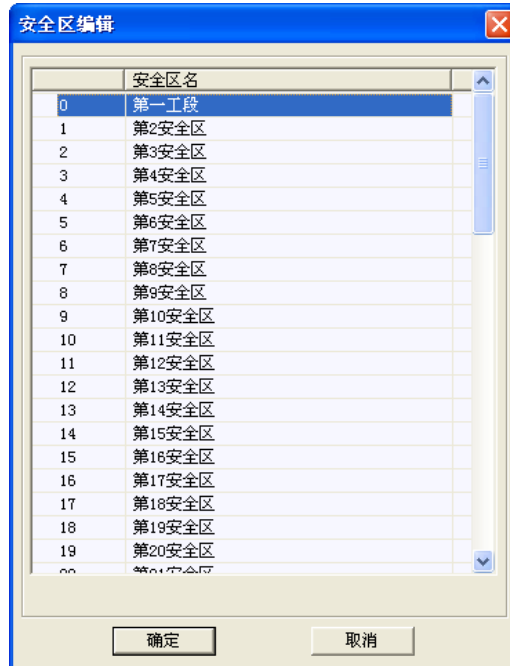 安全区编辑
安全区名
0 第一工段
1 第2安全区
2 第3安全区
3 第4安全区
4 第5安全区
5 第6安全区
6 第7安全区
7 第8安全区
8 第9安全区
9 第10安全区
10 第11安全区
11 第12安全区
12 第13安全区
13 第14安全区
14 第15安全区
15 第16安全区
16 第17安全区
17 第18安全区
18 第19安全区
19 第20安全区
确定 取消